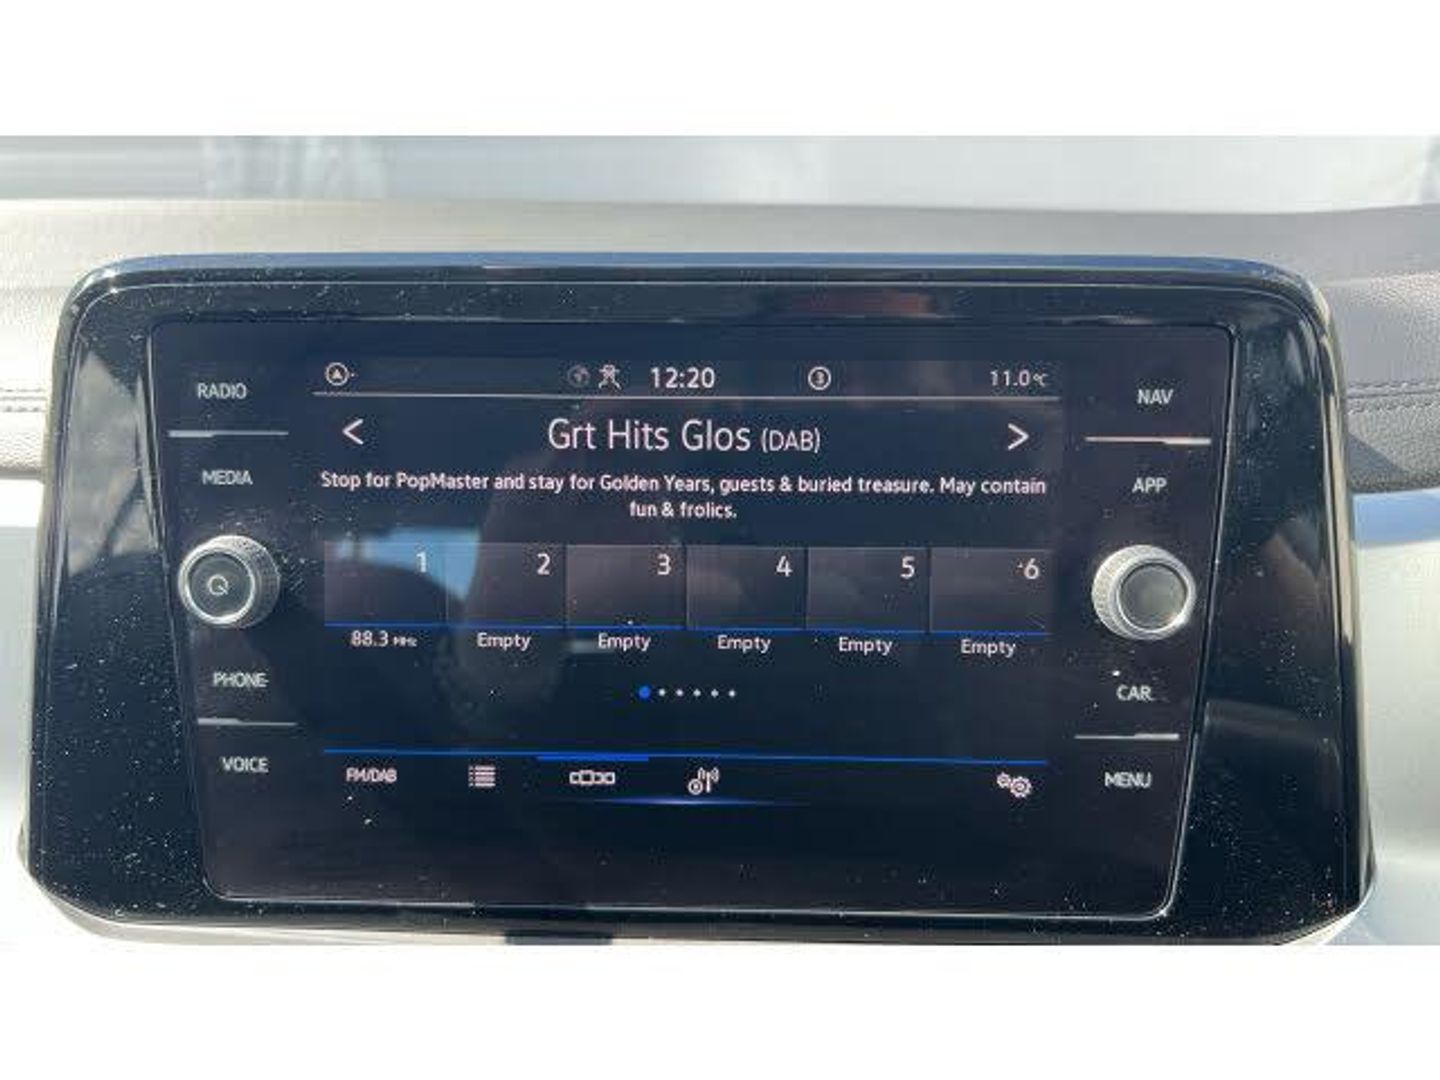 RADIO
MEDIA
PHONE
VOICE
12:20
3
11.0°C
< Grt Hits Glos (DAB) >
Stop for PopMaster and stay for Golden Years, guests & buried treasure. May contain
fun & frolics.
1 2 3 4 5 6
88.3 MHz Empty Empty Empty Empty Empty
FM/DAB
NAV
APP
CAR
MENU